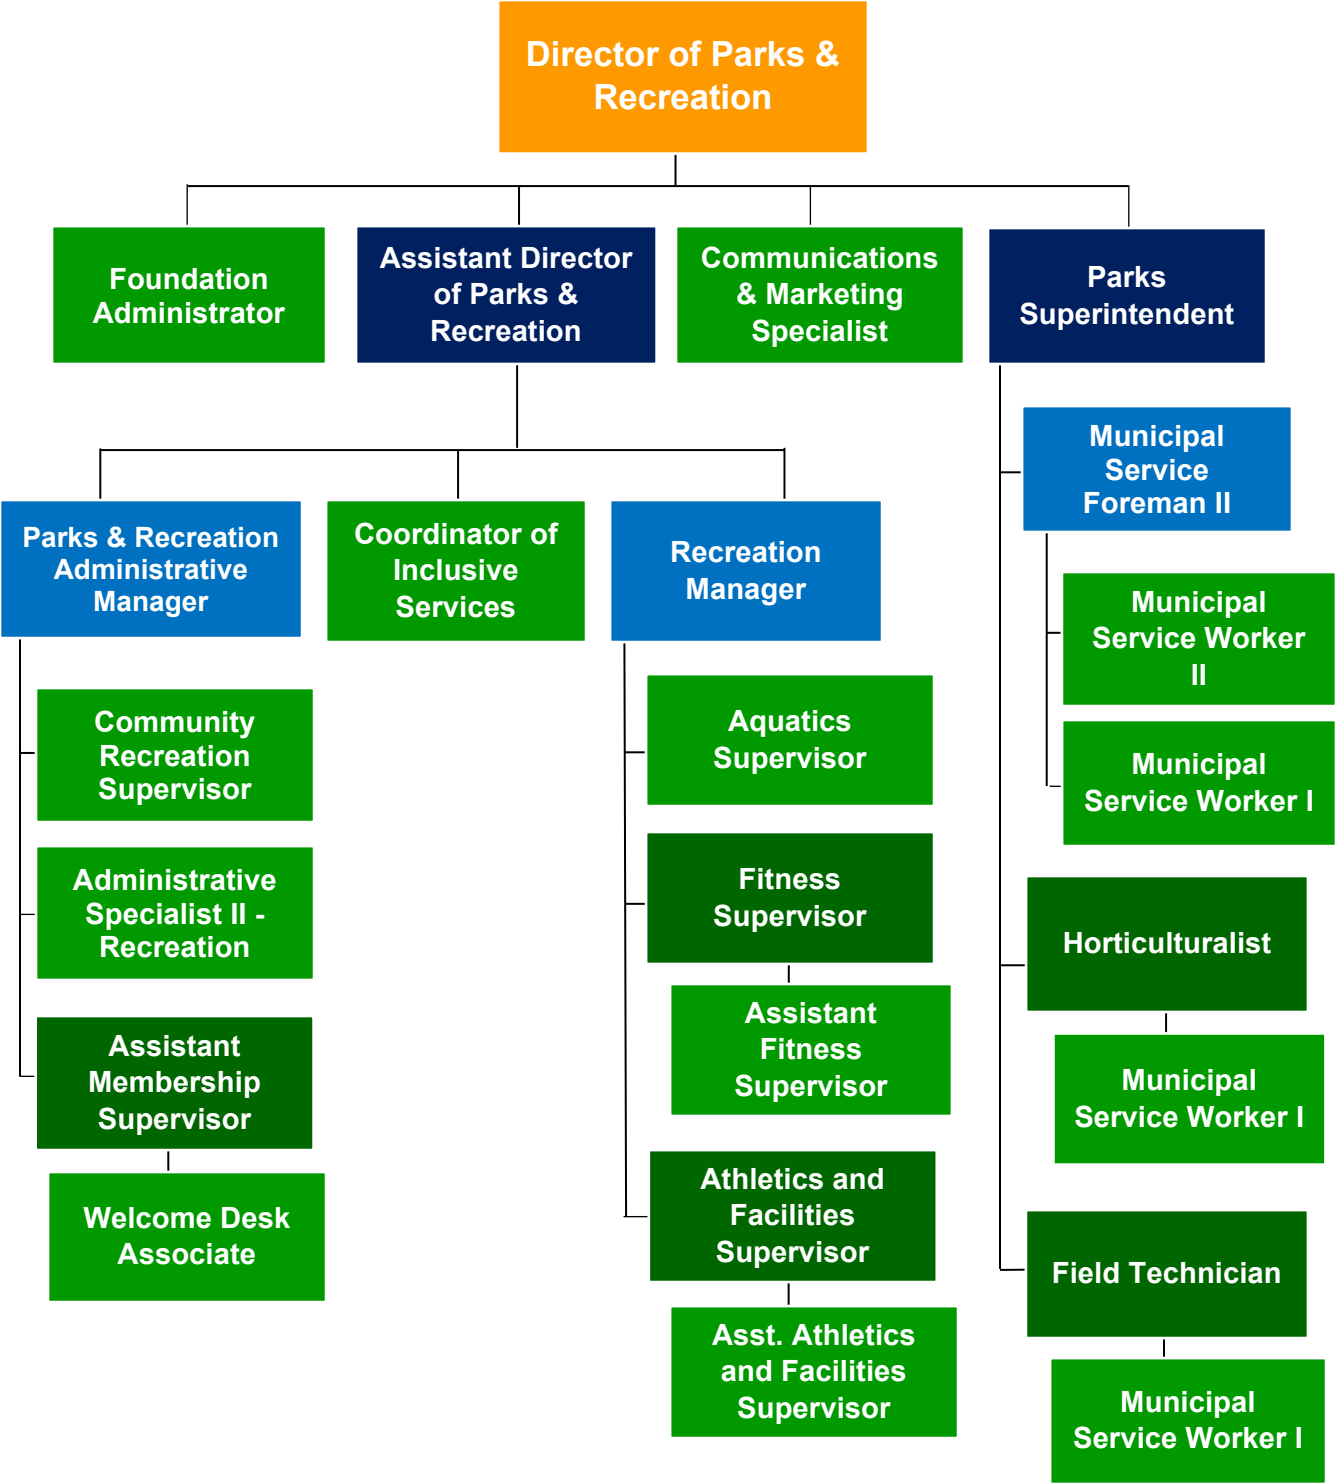 Director of Parks &
Recreation
Foundation
Administrator
Assistant Director
of Parks &
Recreation
Communications
& Marketing
Specialist
Parks
Superintendent
Parks & Recreation
Administrative
Manager
Coordinator of
Inclusive
Services
Recreation
Manager
Community
Recreation
Supervisor
Administrative
Specialist II -
Recreation
Assistant
Membership
Supervisor
Welcome Desk
Associate
Aquatics
Supervisor
Fitness
Supervisor
Assistant
Fitness
Supervisor
Athletics and
Facilities
Supervisor
Asst. Athletics
and Facilities
Supervisor
Municipal
Service
Foreman II
Municipal
Service Worker
II
Municipal
Service Worker I
Horticulturalist
Municipal
Service Worker I
Field Technician
Municipal
Service Worker I